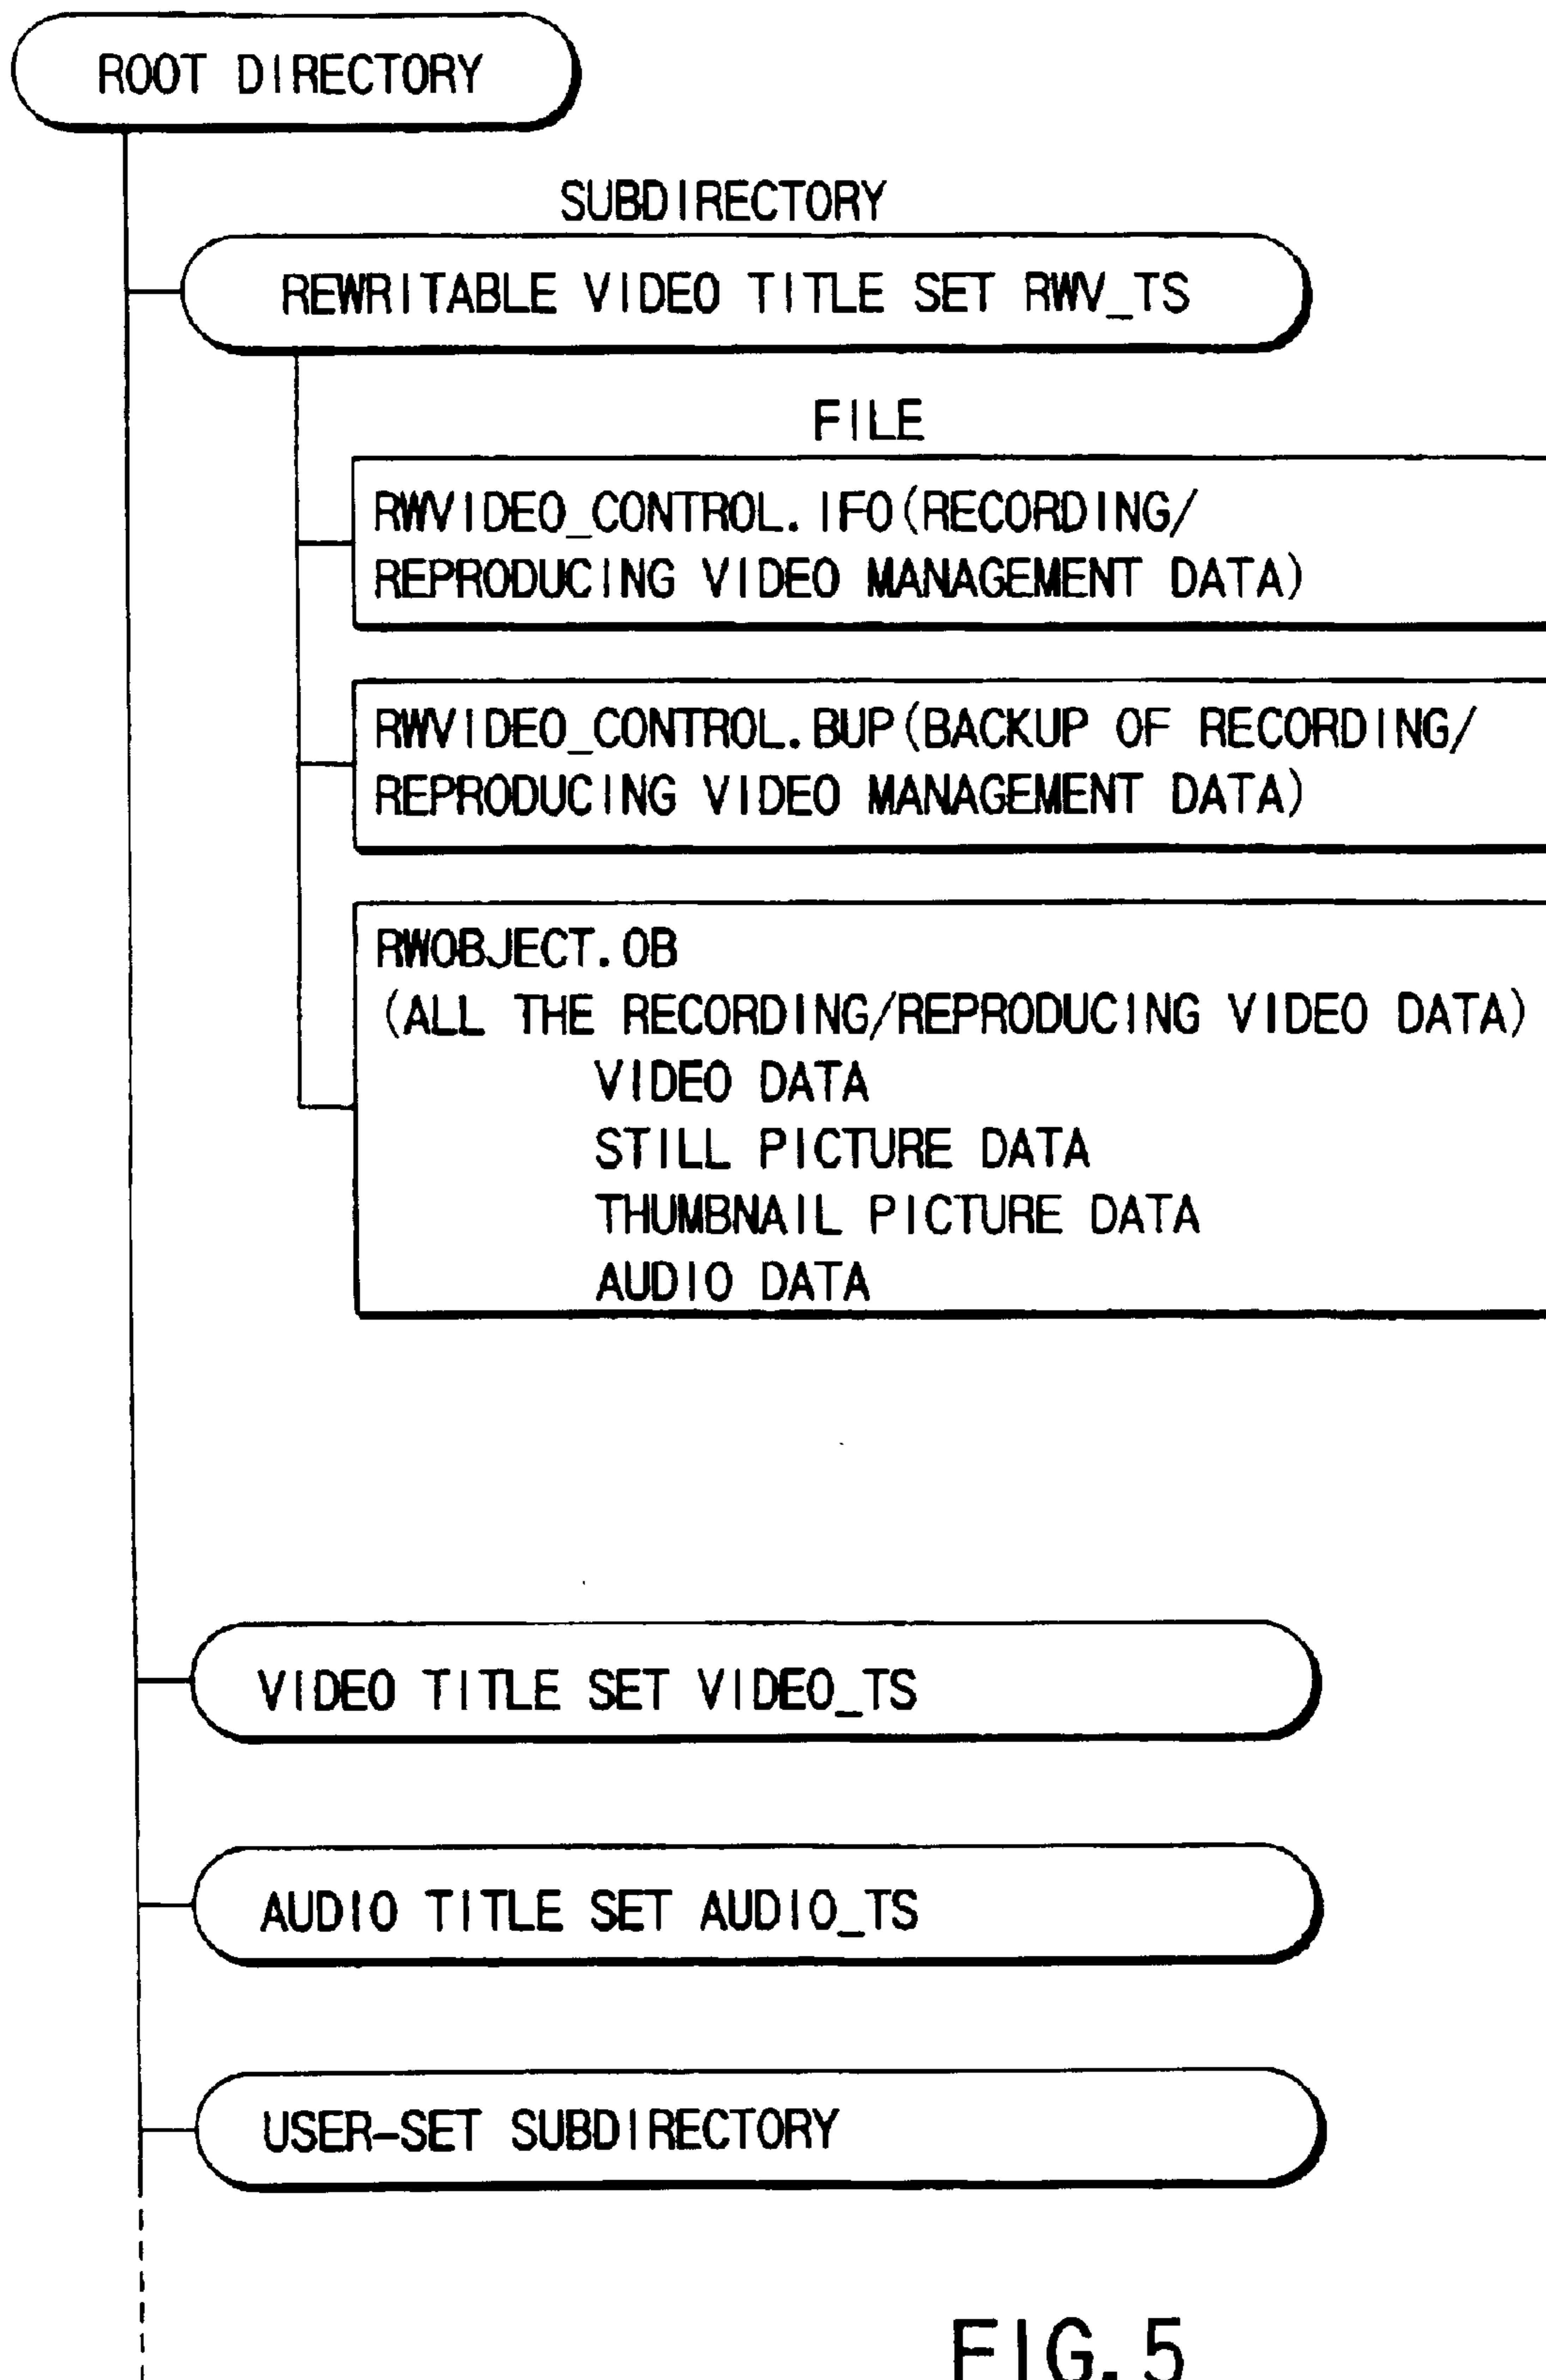 ROOT DIRECTORY
SUBDIRECTORY
REWRITABLE VIDEO TITLE SET RWV_TS
FILE
RWVIDEO_CONTROL.IFO(RECORDING/
REPRODUCING VIDEO MANAGEMENT DATA)
RWVIDEO_CONTROL.BUP(BACKUP OF RECORDING/
REPRODUCING VIDEO MANAGEMENT DATA)
RWOBJECT.OB
(ALL THE RECORDING/REPRODUCING VIDEO DATA)
VIDEO DATA
STILL PICTURE DATA
THUMBNAIL PICTURE DATA
AUDIO DATA
VIDEO TITLE SET VIDEO_TS
AUDIO TITLE SET AUDIO_TS
USER-SET SUBDIRECTORY
FIG.5